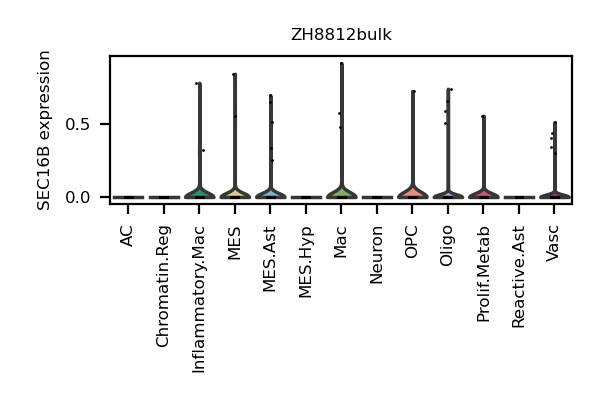 ZH8812bulk
SEC16B expression
0.5
0.0
AC
Chromatin.Reg
Inflammatory.Mac
MES
MES.Ast
MES.Hyp
Mac
Neuron
OPC
Oligo
Prolif.Metab
Reactive.Ast
Vasc